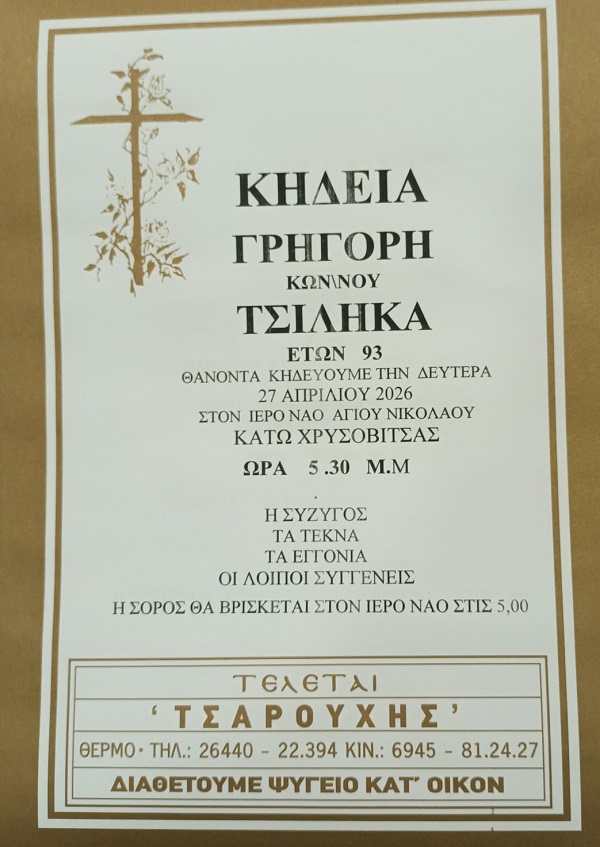 ΚΗΔΕΙΑ
ΓΡΗΓΟΡΗ
ΚΩΝ\ΝΟΥ
ΤΣΙΛΗΚΑ
ΕΤΩΝ 93
ΘΑΝΟΝΤΑ ΚΗΔΕΥΟΥΜΕ ΤΗΝ ΔΕΥΤΕΡΑ
27 ΑΠΡΙΛΙΟΥ 2026
ΣΤΟΝ ΙΕΡΟ ΝΑΟ ΑΓΙΟΥ ΝΙΚΟΛΑΟΥ
ΚΑΤΩ ΧΡΥΣΟΒΙΤΣΑΣ
ΩΡΑ 5 .30 Μ.Μ
.
Η ΣΥΖΥΓΟΣ
ΤΑ ΤΕΚΝΑ
ΤΑ ΕΓΓΟΝΙΑ
ΟΙ ΛΟΙΠΟΙ ΣΥΓΓΕΝΕΙΣ
Η ΣΟΡΟΣ ΘΑ ΒΡΙΣΚΕΤΑΙ ΣΤΟΝ ΙΕΡΟ ΝΑΟ ΣΤΙΣ 5,00
ΤΕΛΕΤΑΙ
‘ΤΣΑΡΟΥΧΗΣ’
ΘΕΡΜΟ · ΤΗΛ.: 26440 - 22.394 ΚΙΝ.: 6945 - 81.24.27
ΔΙΑΘΕΤΟΥΜΕ ΨΥΓΕΙΟ ΚΑΤ’ ΟΙΚΟΝ